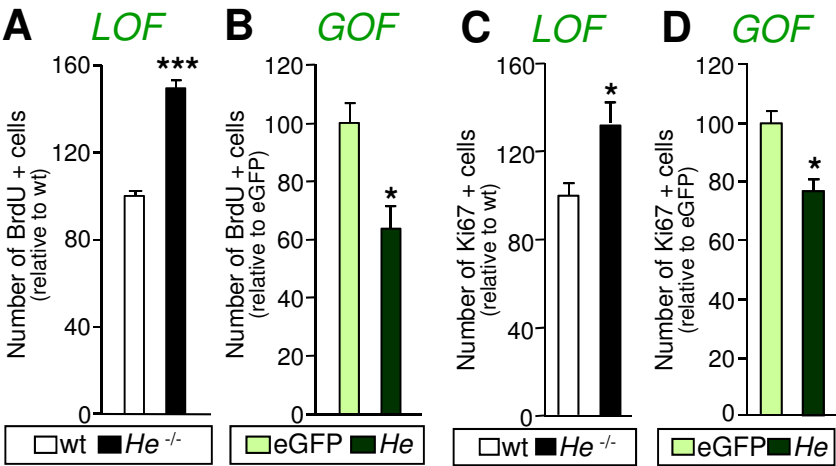 A LOF
160
120
80
40
0
Number of BrdU + cells
(relative to wt)
***
wt He -/-
B GOF
120
100
80
60
40
20
0
Number of BrdU + cells
(relative to eGFP)
*
eGFP He
C LOF
160
120
80
40
0
Number of Ki67 + cells
(relative to wt)
*
wt He -/-
D GOF
120
100
80
60
40
20
0
Number of Ki67 + cells
(relative to eGFP)
*
eGFP He